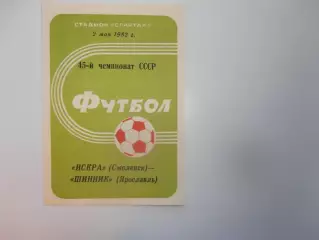 СТАДИОН «СПАРТАК»
2 мая 1982 г.
45-й чемпионат СССР
Футбол
«ИСКРА» (Смоленск)—
«ШИННИК» (Ярославль)